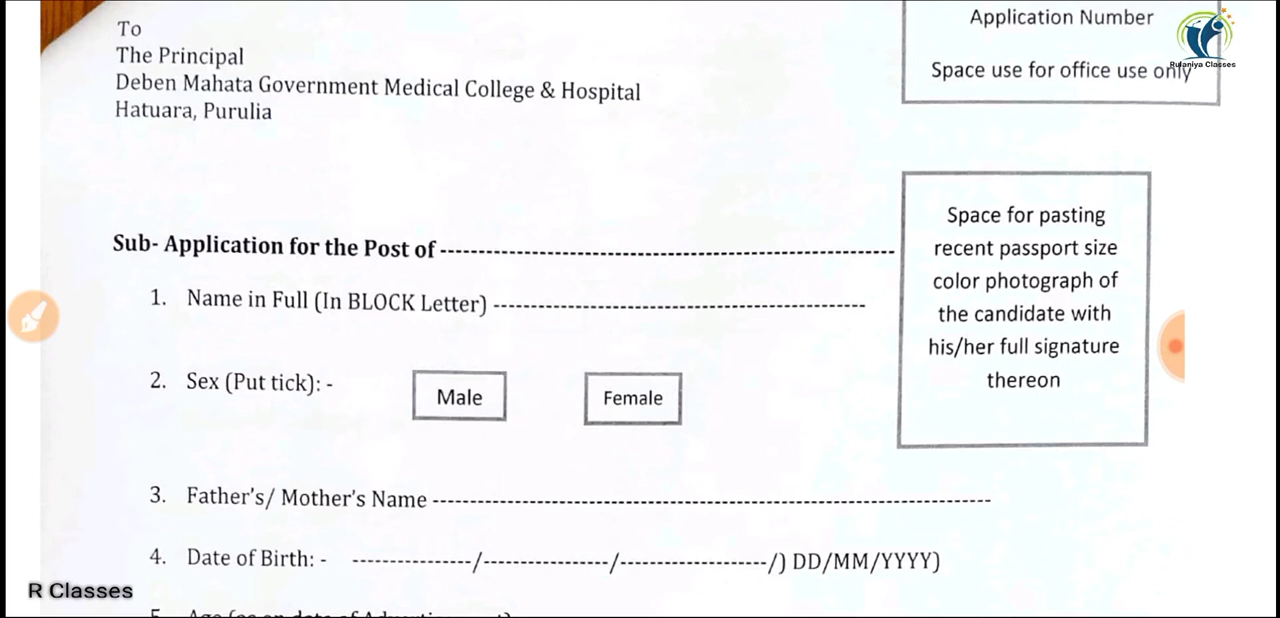 To
The Principal
Deben Mahata Government Medical College & Hospital
Hatuara, Purulia
Application Number
Space use for office use only
Rulaniya Classes
Space for pasting
recent passport size
color photograph of
the candidate with
his/her full signature
thereon
Sub- Application for the Post of ------------------------------------------------------------
1. Name in Full (In BLOCK Letter) --------------------------------------------------
2. Sex (Put tick): - Male Female
3. Father's/ Mother's Name --------------------------------------------------------------------------
4. Date of Birth: - ----------------/-----------------/--------------------/) DD/MM/YYYY)
R Classes